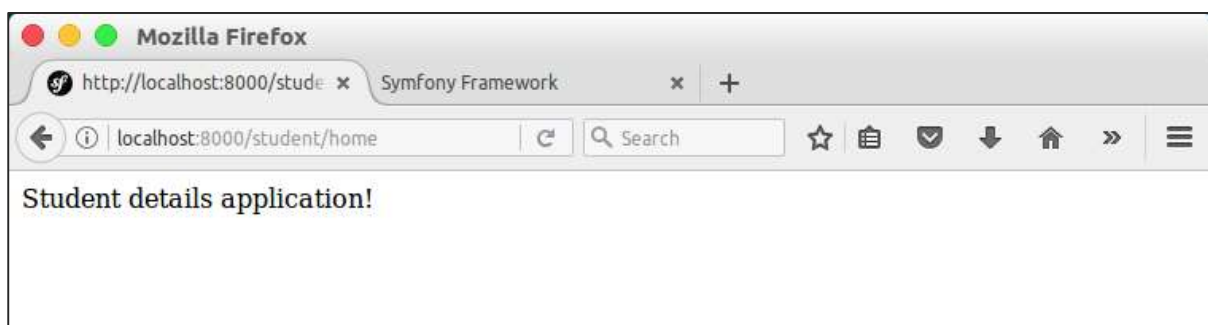 Mozilla Firefox
http://localhost:8000/stude
Symfony Framework
localhost:8000/student/home
Search
Student details application!